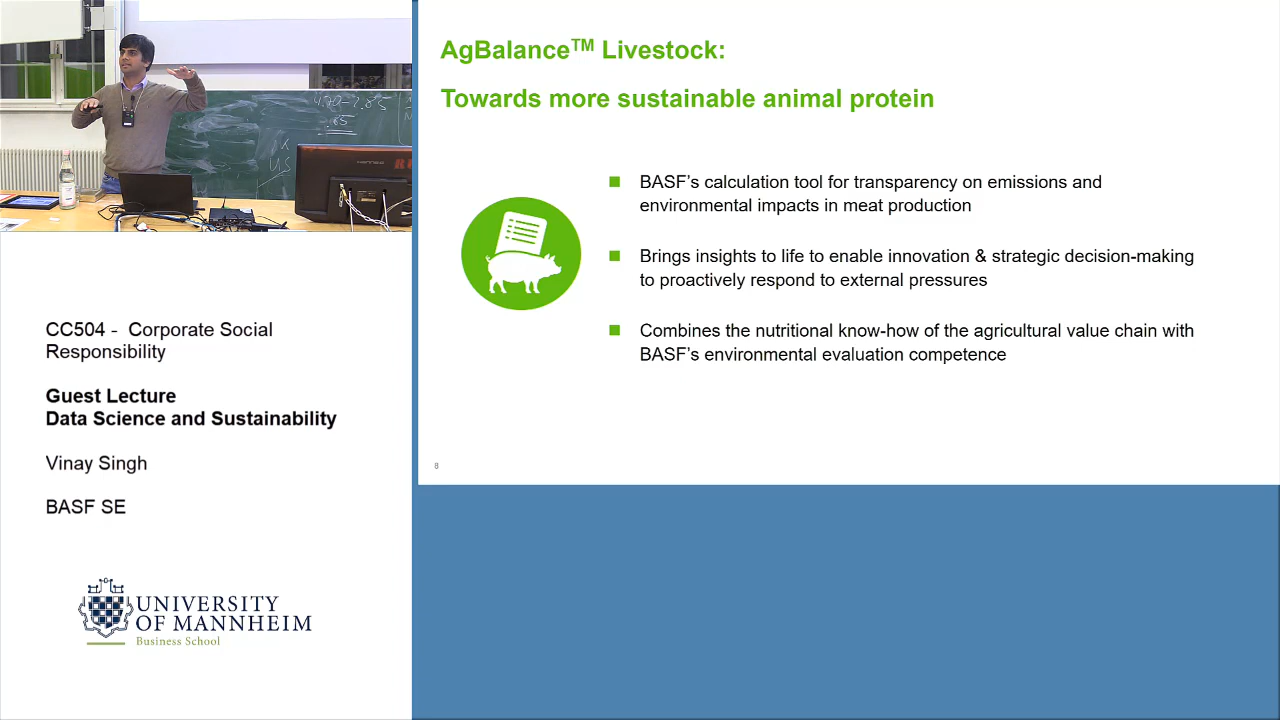 AgBalanceTM Livestock:
Towards more sustainable animal protein
BASF’s calculation tool for transparency on emissions and
environmental impacts in meat production
Brings insights to life to enable innovation & strategic decision-making
to proactively respond to external pressures
Combines the nutritional know-how of the agricultural value chain with
BASF’s environmental evaluation competence
8
CC504 - Corporate Social
Responsibility
Guest Lecture
Data Science and Sustainability
Vinay Singh
BASF SE
UNIVERSITY
OF MANNHEIM
Business School